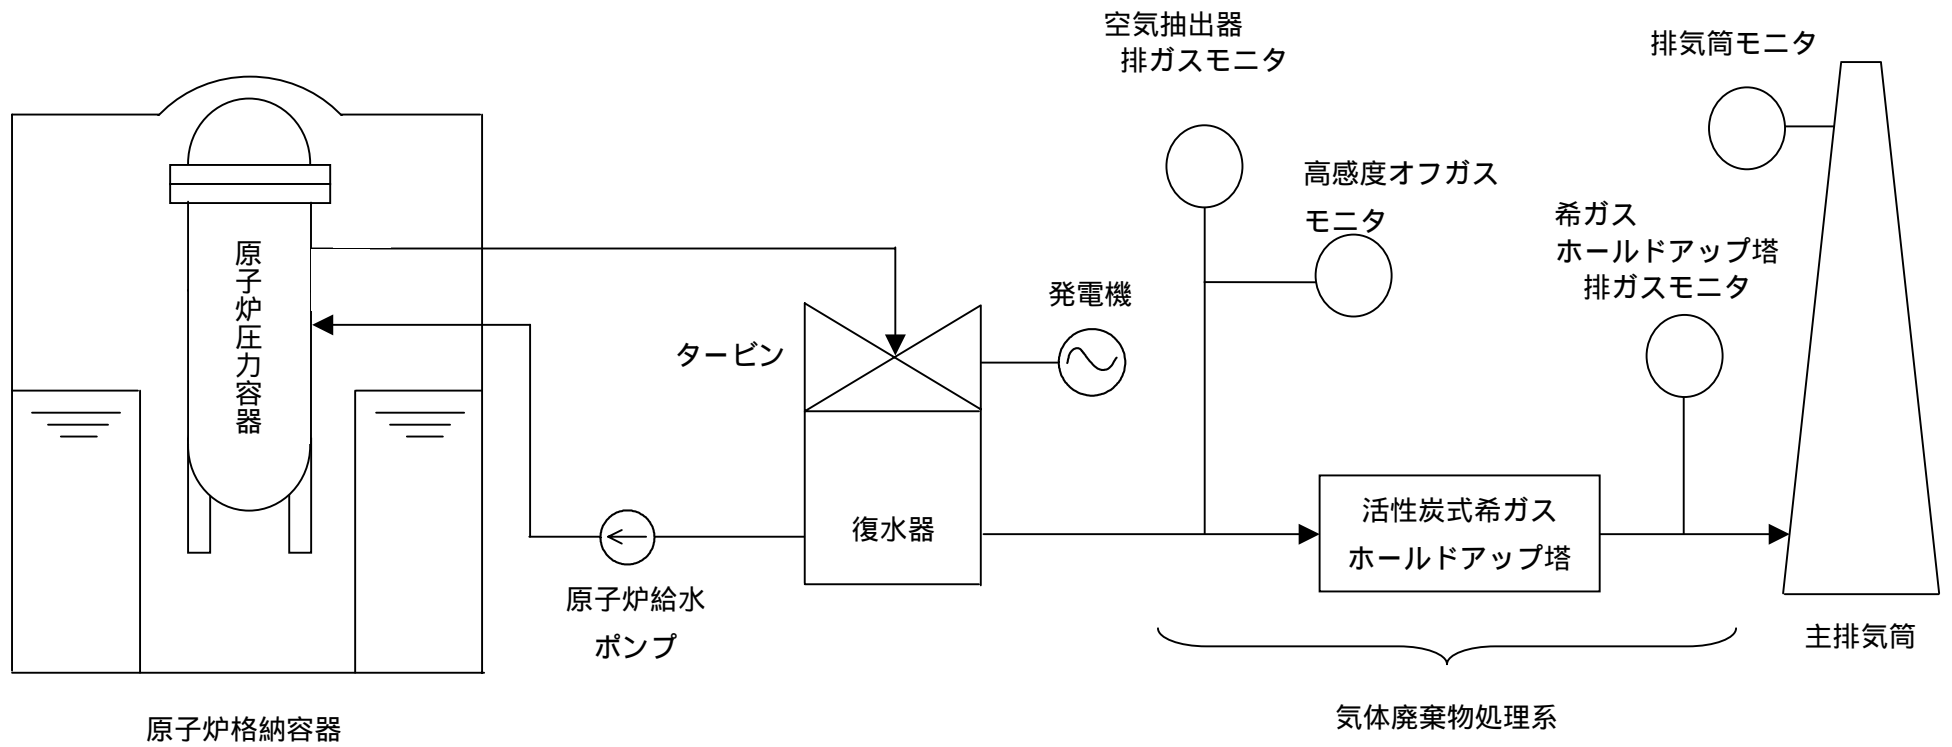 空気抽出器
排ガスモニタ
排気筒モニタ
高感度オフガス
モニタ
希ガス
ホールドアップ塔
排ガスモニタ
原子炉圧力容器
発電機
タービン
活性炭式希ガス
ホールドアップ塔
復水器
原子炉給水
ポンプ
主排気筒
気体廃棄物処理系
原子炉格納容器